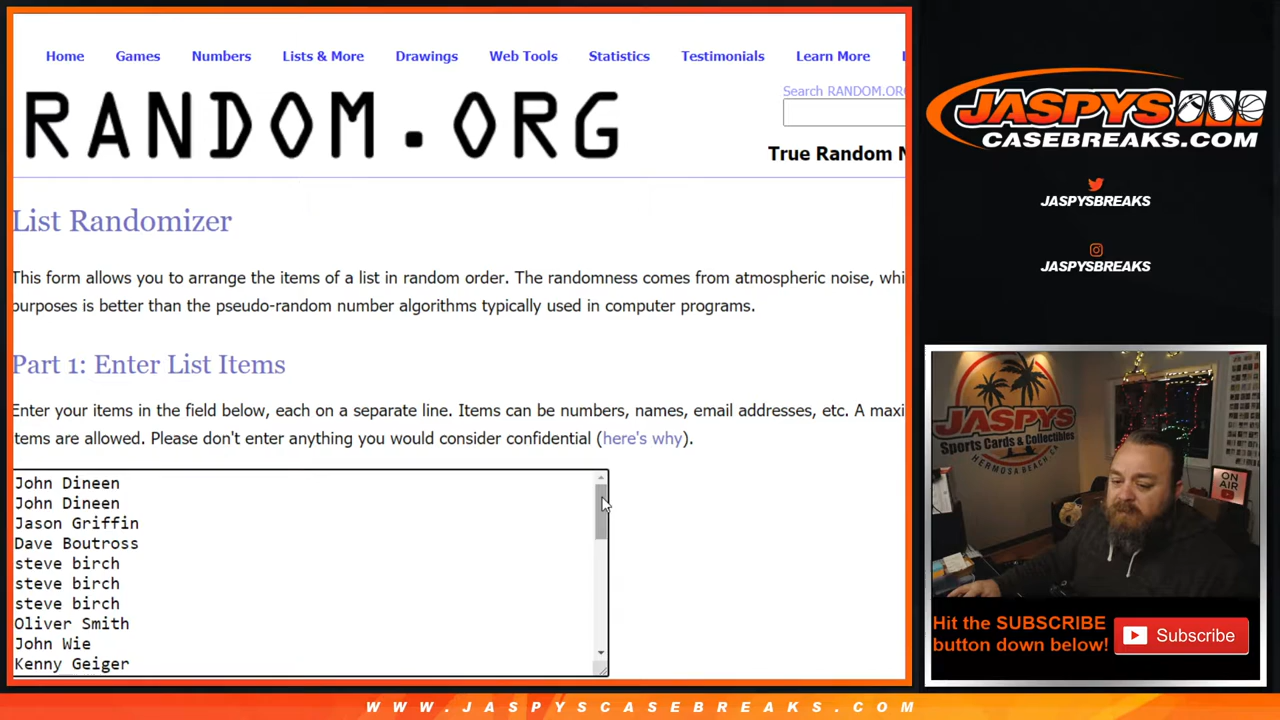 Home Games Numbers Lists & More Drawings Web Tools Statistics Testimonials Learn More
RANDOM.ORG
Search RANDOM.ORG
True Random N
List Randomizer
This form allows you to arrange the items of a list in random order. The randomness comes from atmospheric noise, whi
purposes is better than the pseudo-random number algorithms typically used in computer programs.
Part 1: Enter List Items
Enter your items in the field below, each on a separate line. Items can be numbers, names, email addresses, etc. A maxi
items are allowed. Please don't enter anything you would consider confidential (here's why).
John Dineen
John Dineen
Jason Griffin
Dave Boutross
steve birch
steve birch
steve birch
Oliver Smith
John Wie
Kenny Geiger
JASPYS
CASEBREAKS.COM
JASPYSBREAKS
JASPYSBREAKS
JASPYS
Sports Cards & Collectibles
HERMOSA BEACH CA
ON AIR
Hit the SUBSCRIBE
button down below!
Subscribe
WWW.JASPYSCASEBREAKS.COM